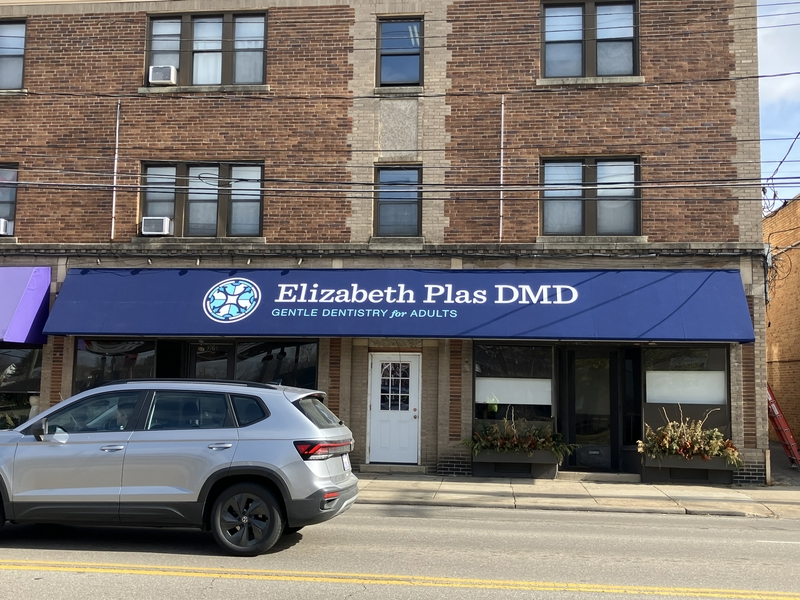 Elizabeth Plas DMD
GENTLE DENTISTRY for ADULTS